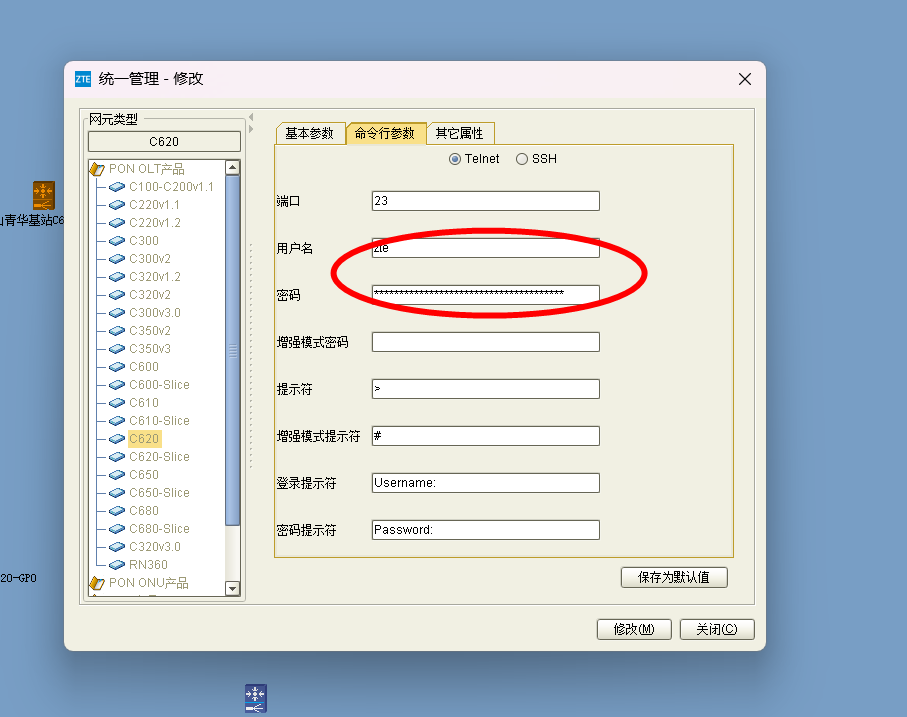 ZTE 统一管理 - 修改
网元类型
C620
PON OLT产品
C100-C200v1.1
C220v1.1
C220v1.2
C300
C300v2
C320v1.2
C320v2
C300v3.0
C350v2
C350v3
C600
C600-Slice
C610
C610-Slice
C620
C620-Slice
C650
C650-Slice
C680
C680-Slice
C320v3.0
RN360
PON ONU产品
基本参数 命令行参数 其它属性
Telnet SSH
端口 23
用户名 zte
密码 **************************************
增强模式密码
提示符 >
增强模式提示符 #
登录提示符 Username:
密码提示符 Password:
保存为默认值
修改(M) 关闭(C)
青华基站C6
20-GPO